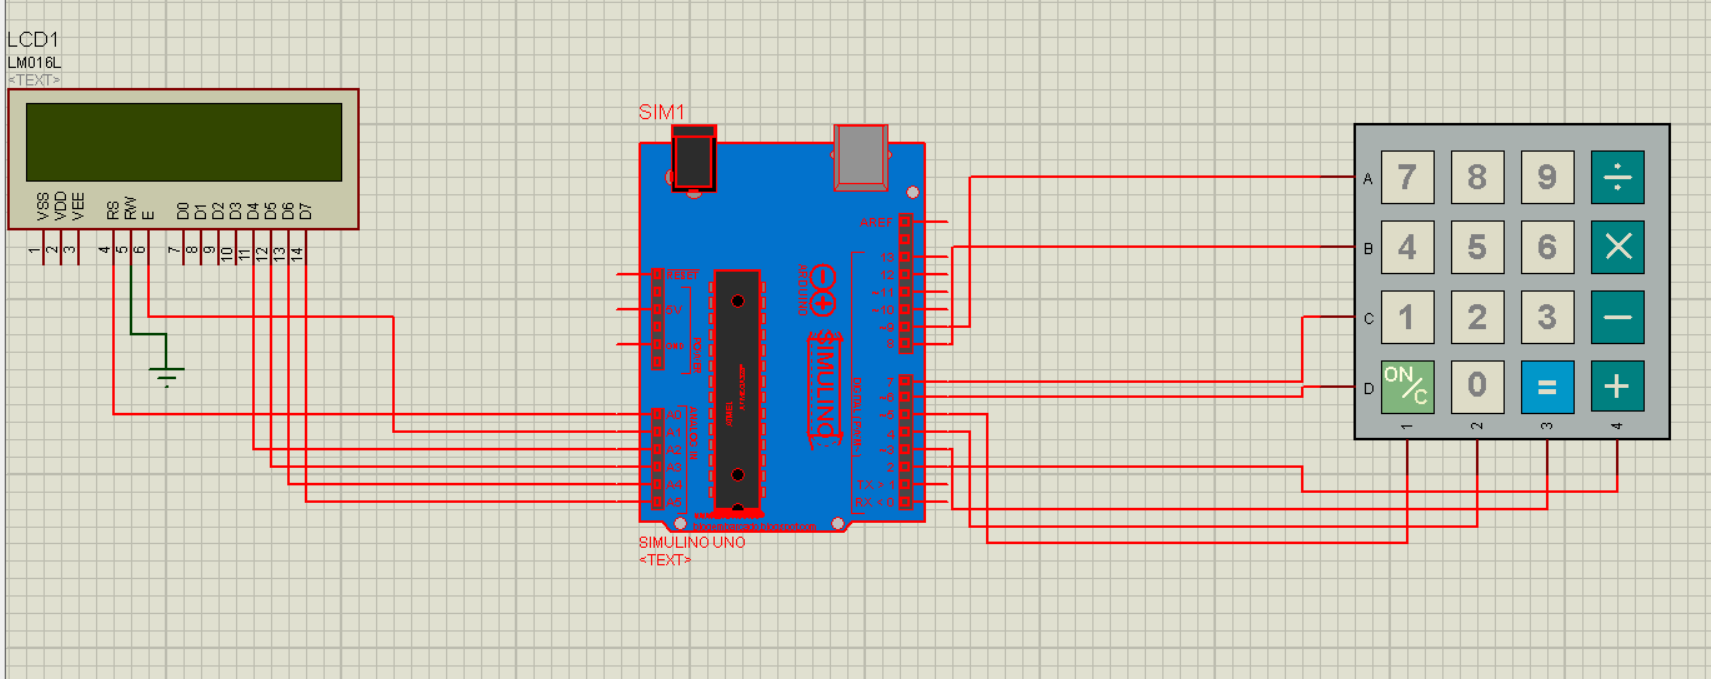 LCD1
LM016L
<TEXT>
VSS
VDD
VEE
RS
RW
E
D0
D1
D2
D3
D4
D5
D6
D7
1
2
3
4
5
6
7
8
9
10
11
12
13
14
SIM1
AREF
13
12
~11
~10
~9
8
7
~6
~5
4
~3
2
TX > 1
RX < 0
RESET
5V
GND
POWER
A0
A1
A2
A3
A4
A5
ANALOG IN
ARDUINO
SIMULINO
ATMEL
SIMULINO UNO
<TEXT>
A
B
C
D
7 8 9 ÷
4 5 6 ×
1 2 3 −
ON/C 0 = +
1 2 3 4